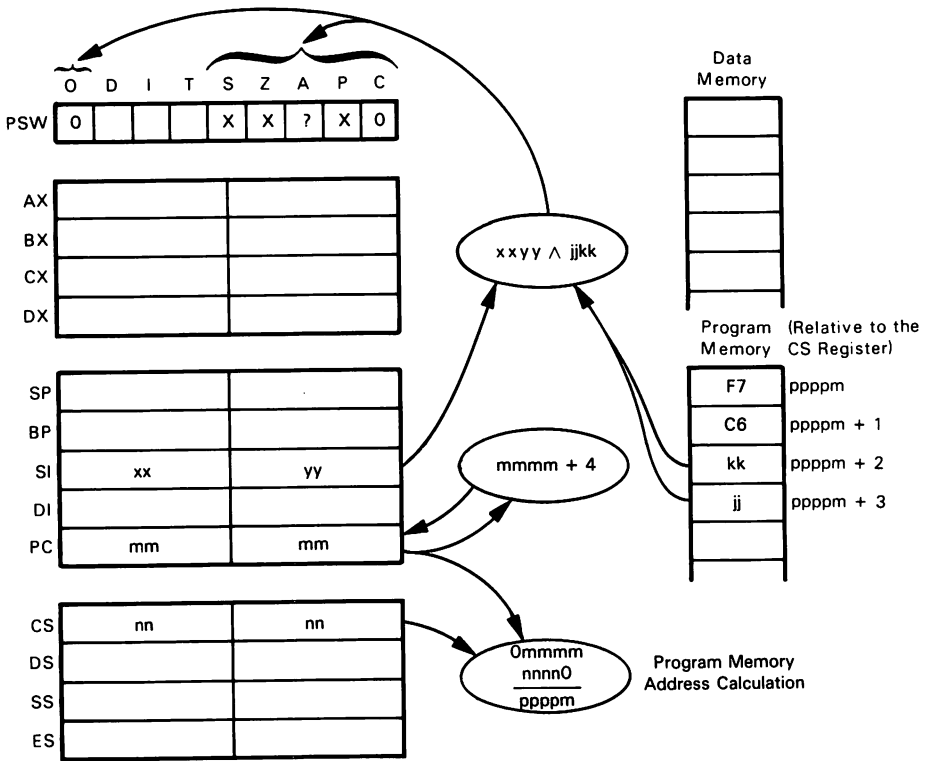 O D I T S Z A P C
PSW 0 X X ? X 0
AX
BX
CX
DX
SP
BP
SI xx yy
DI
PC mm mm
CS nn nn
DS
SS
ES
xxyy ∧ jjkk
mmmm + 4
0mmmm
nnnn0
ppppm
Program Memory
Address Calculation
Data
Memory
Program (Relative to the
Memory CS Register)
F7 ppppm
C6 ppppm + 1
kk ppppm + 2
jj ppppm + 3